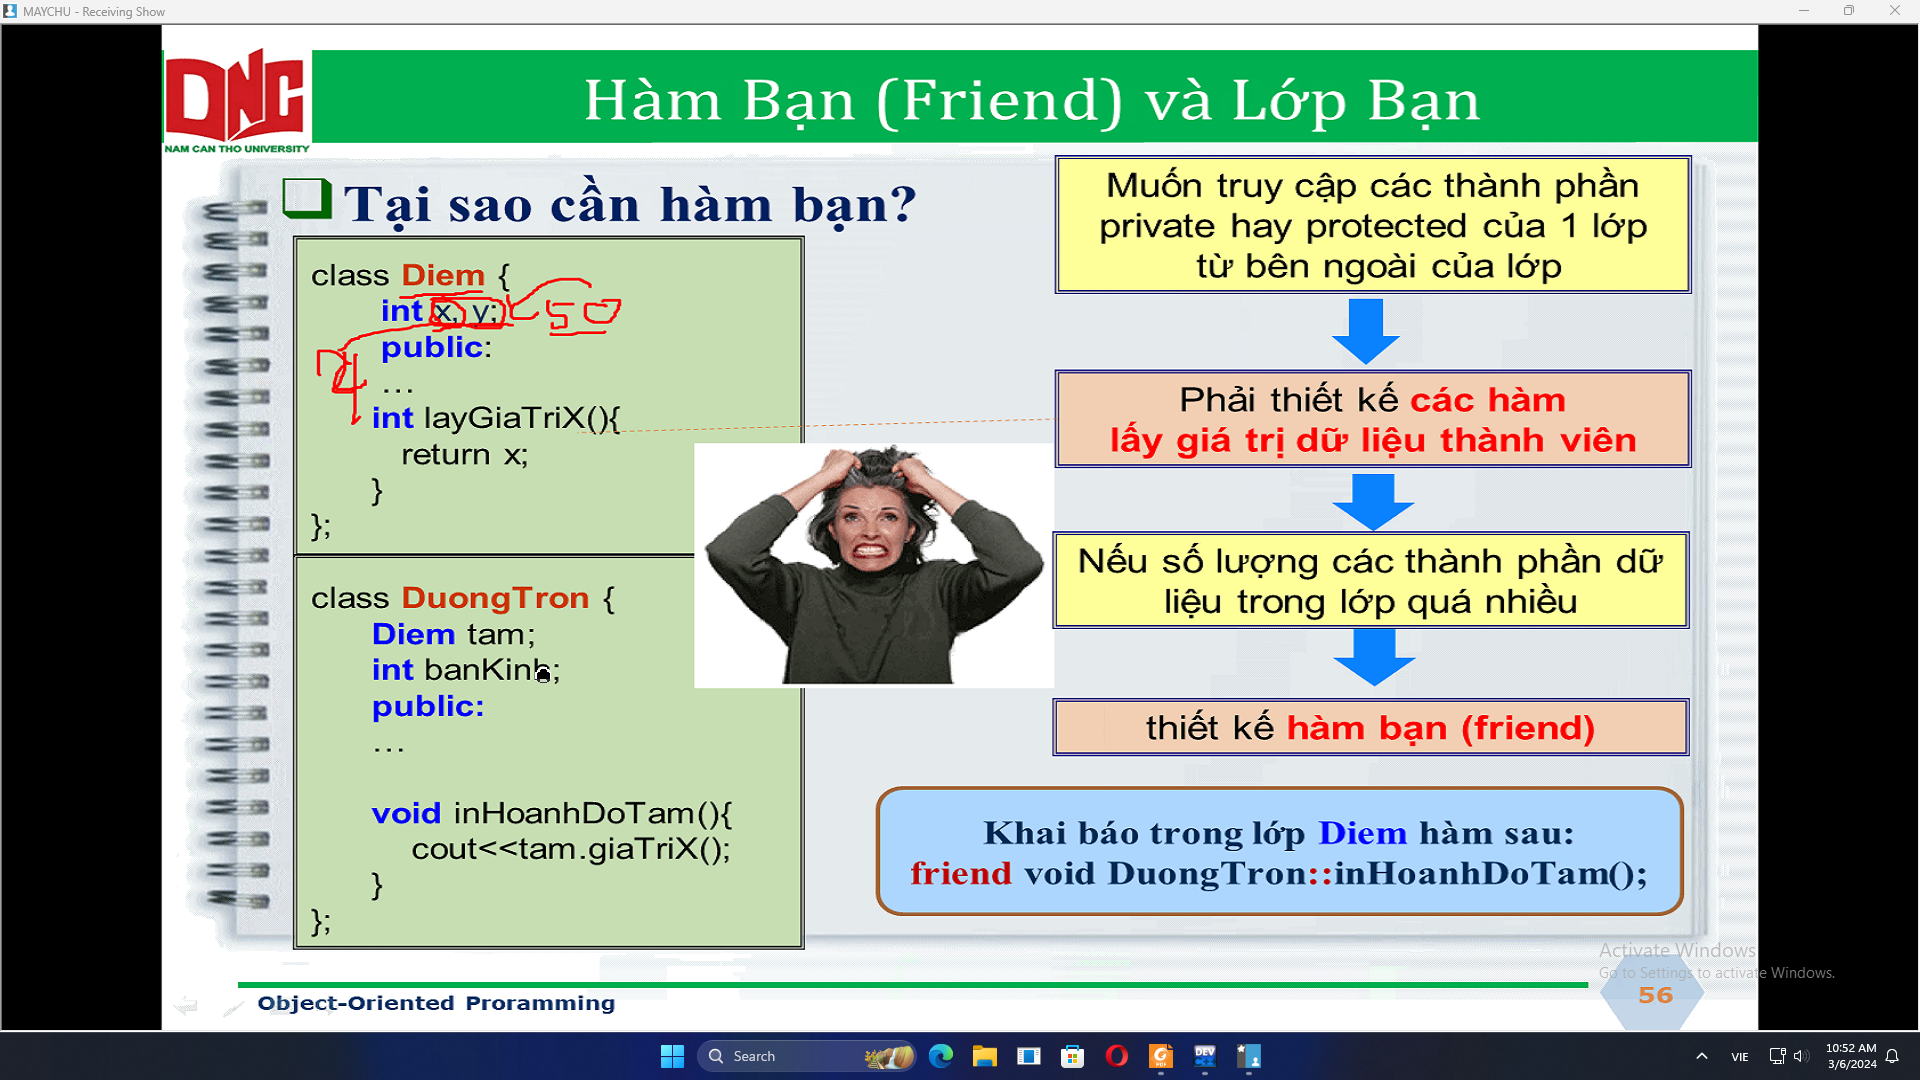 MAYCHU - Receiving Show
DNC
NAM CAN THO UNIVERSITY
Hàm Bạn (Friend) và Lớp Bạn
Tại sao cần hàm bạn?
class Diem {
int x, y;
50
public:
...
int layGiaTriX(){
return x;
}
};
class DuongTron {
Diem tam;
int banKinh;
public:
...
void inHoanhDoTam(){
cout<<tam.giaTriX();
}
};
Muốn truy cập các thành phần
private hay protected của 1 lớp
từ bên ngoài của lớp
Phải thiết kế các hàm
lấy giá trị dữ liệu thành viên
Nếu số lượng các thành phần dữ
liệu trong lớp quá nhiều
thiết kế hàm bạn (friend)
Khai báo trong lớp Diem hàm sau:
friend void DuongTron::inHoanhDoTam();
Activate Windows
Go to Settings to activate Windows.
56
Object-Oriented Proramming
Search
DEV
VIE
10:52 AM
3/6/2024